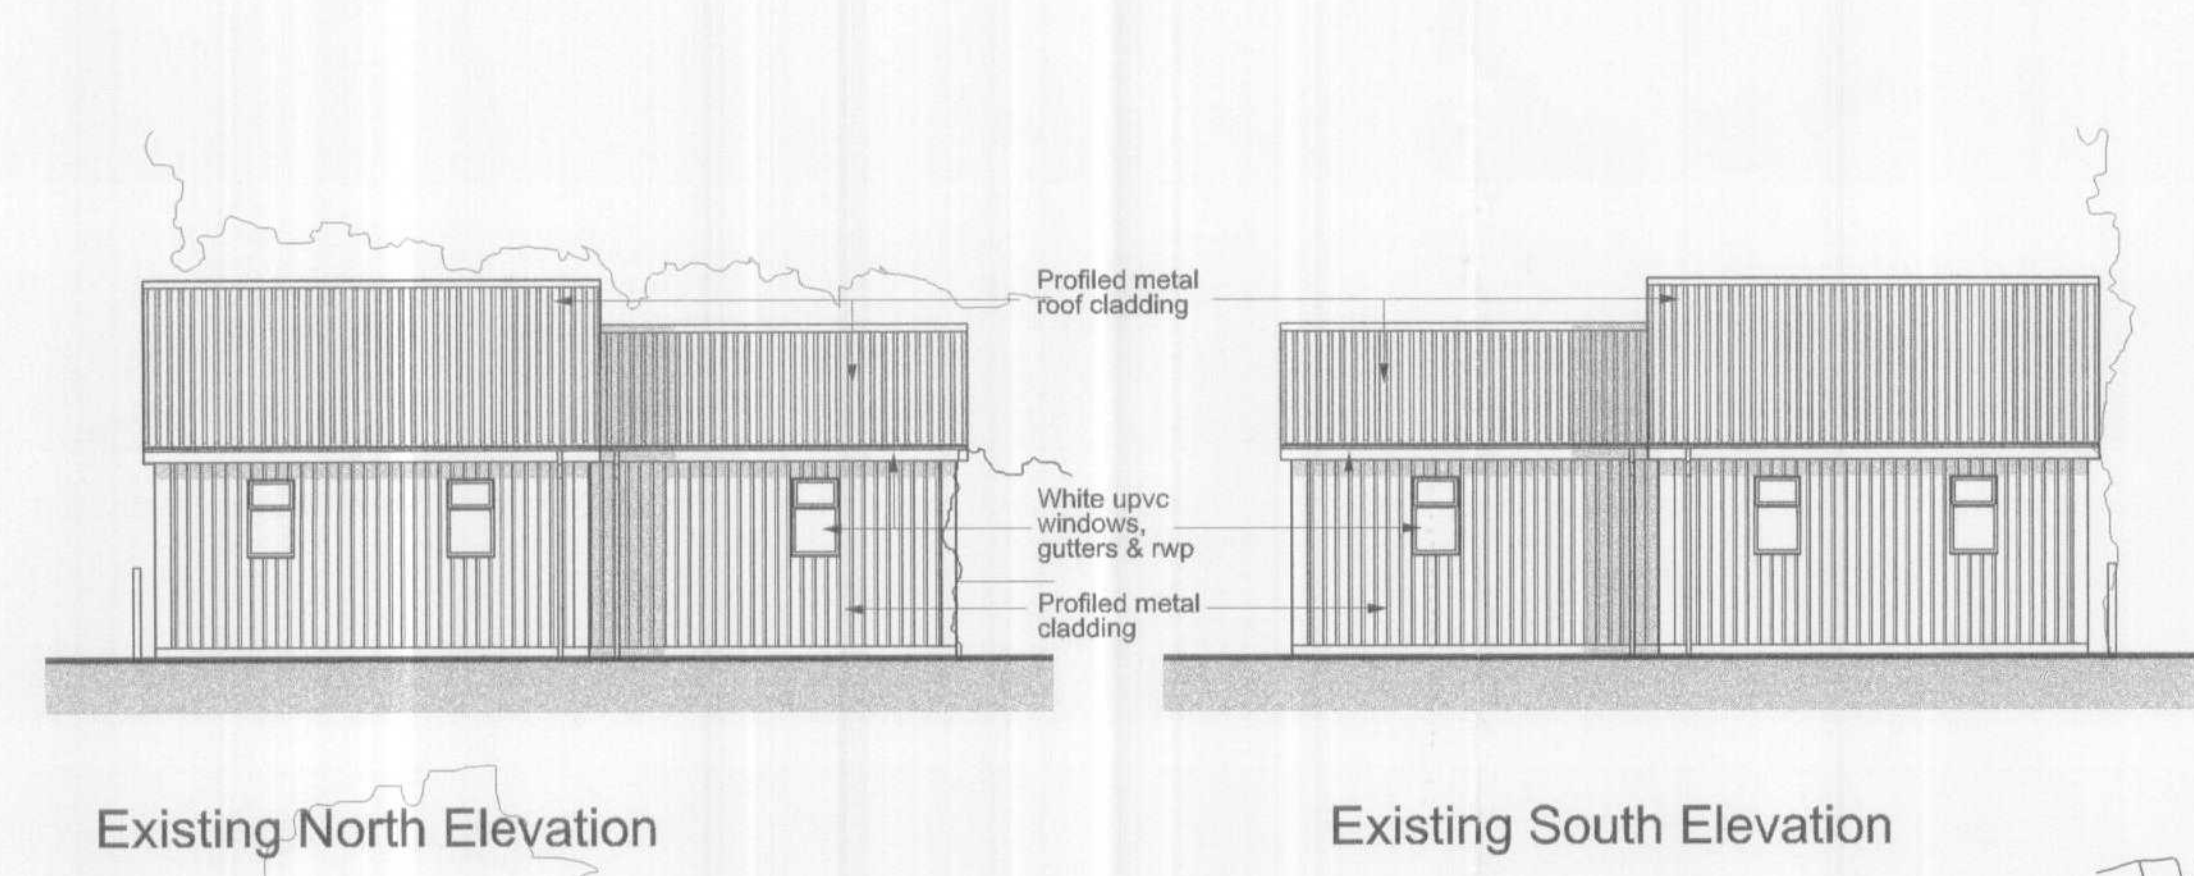 Profiled metal
roof cladding
White upvc
windows,
gutters & rwp
Profiled metal
cladding
Existing North Elevation
Existing South Elevation